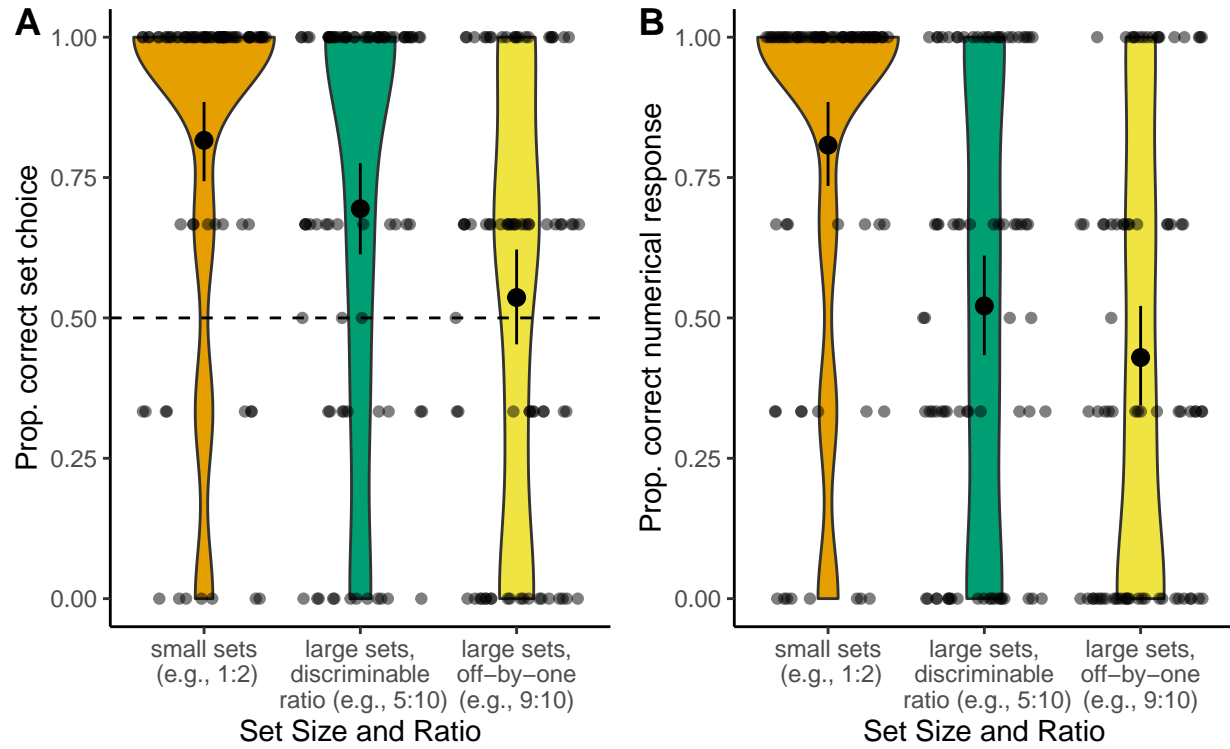 A
Prop. correct set choice
1.00
0.75
0.50
0.25
0.00
small sets
(e.g., 1:2)
large sets,
discriminable
ratio (e.g., 5:10)
large sets,
off−by−one
(e.g., 9:10)
Set Size and Ratio
B
Prop. correct numerical response
1.00
0.75
0.50
0.25
0.00
small sets
(e.g., 1:2)
large sets,
discriminable
ratio (e.g., 5:10)
large sets,
off−by−one
(e.g., 9:10)
Set Size and Ratio